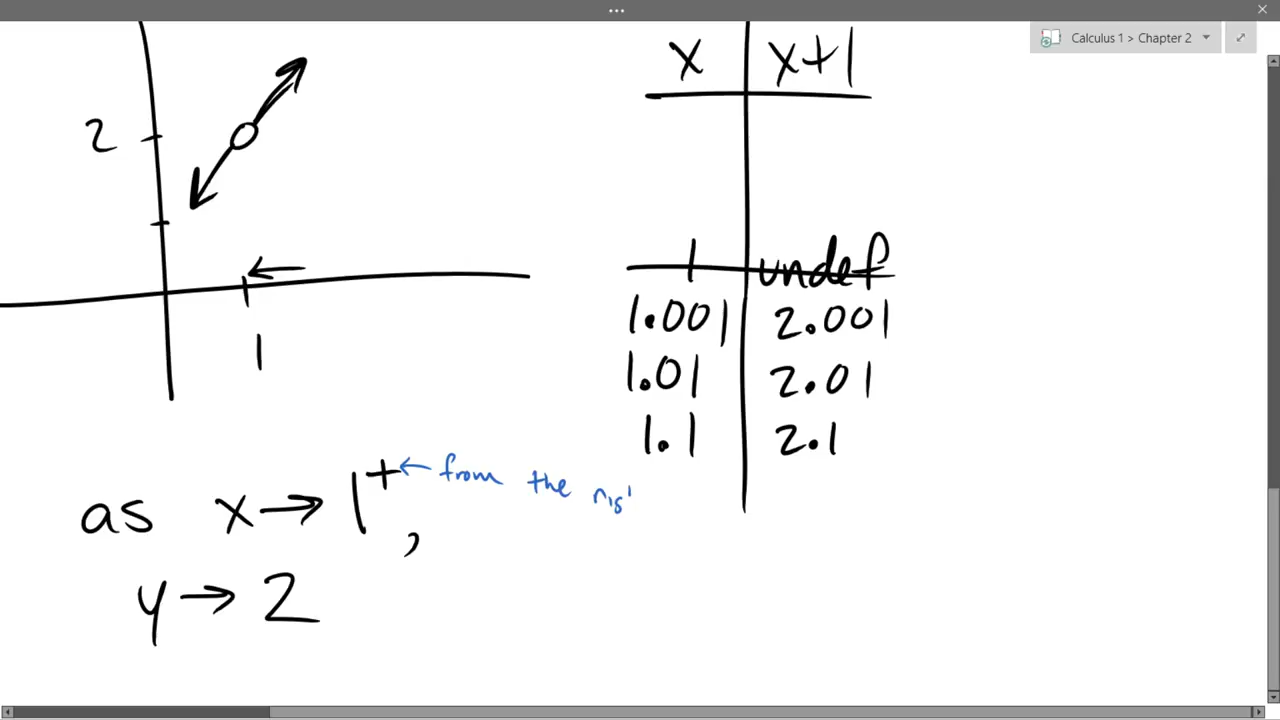 ...
Calculus 1 > Chapter 2
x x+1
2
1 undef
1.001 2.001
1.01 2.01
1.1 2.1
1
as x→1⁺, ← from the
y→2